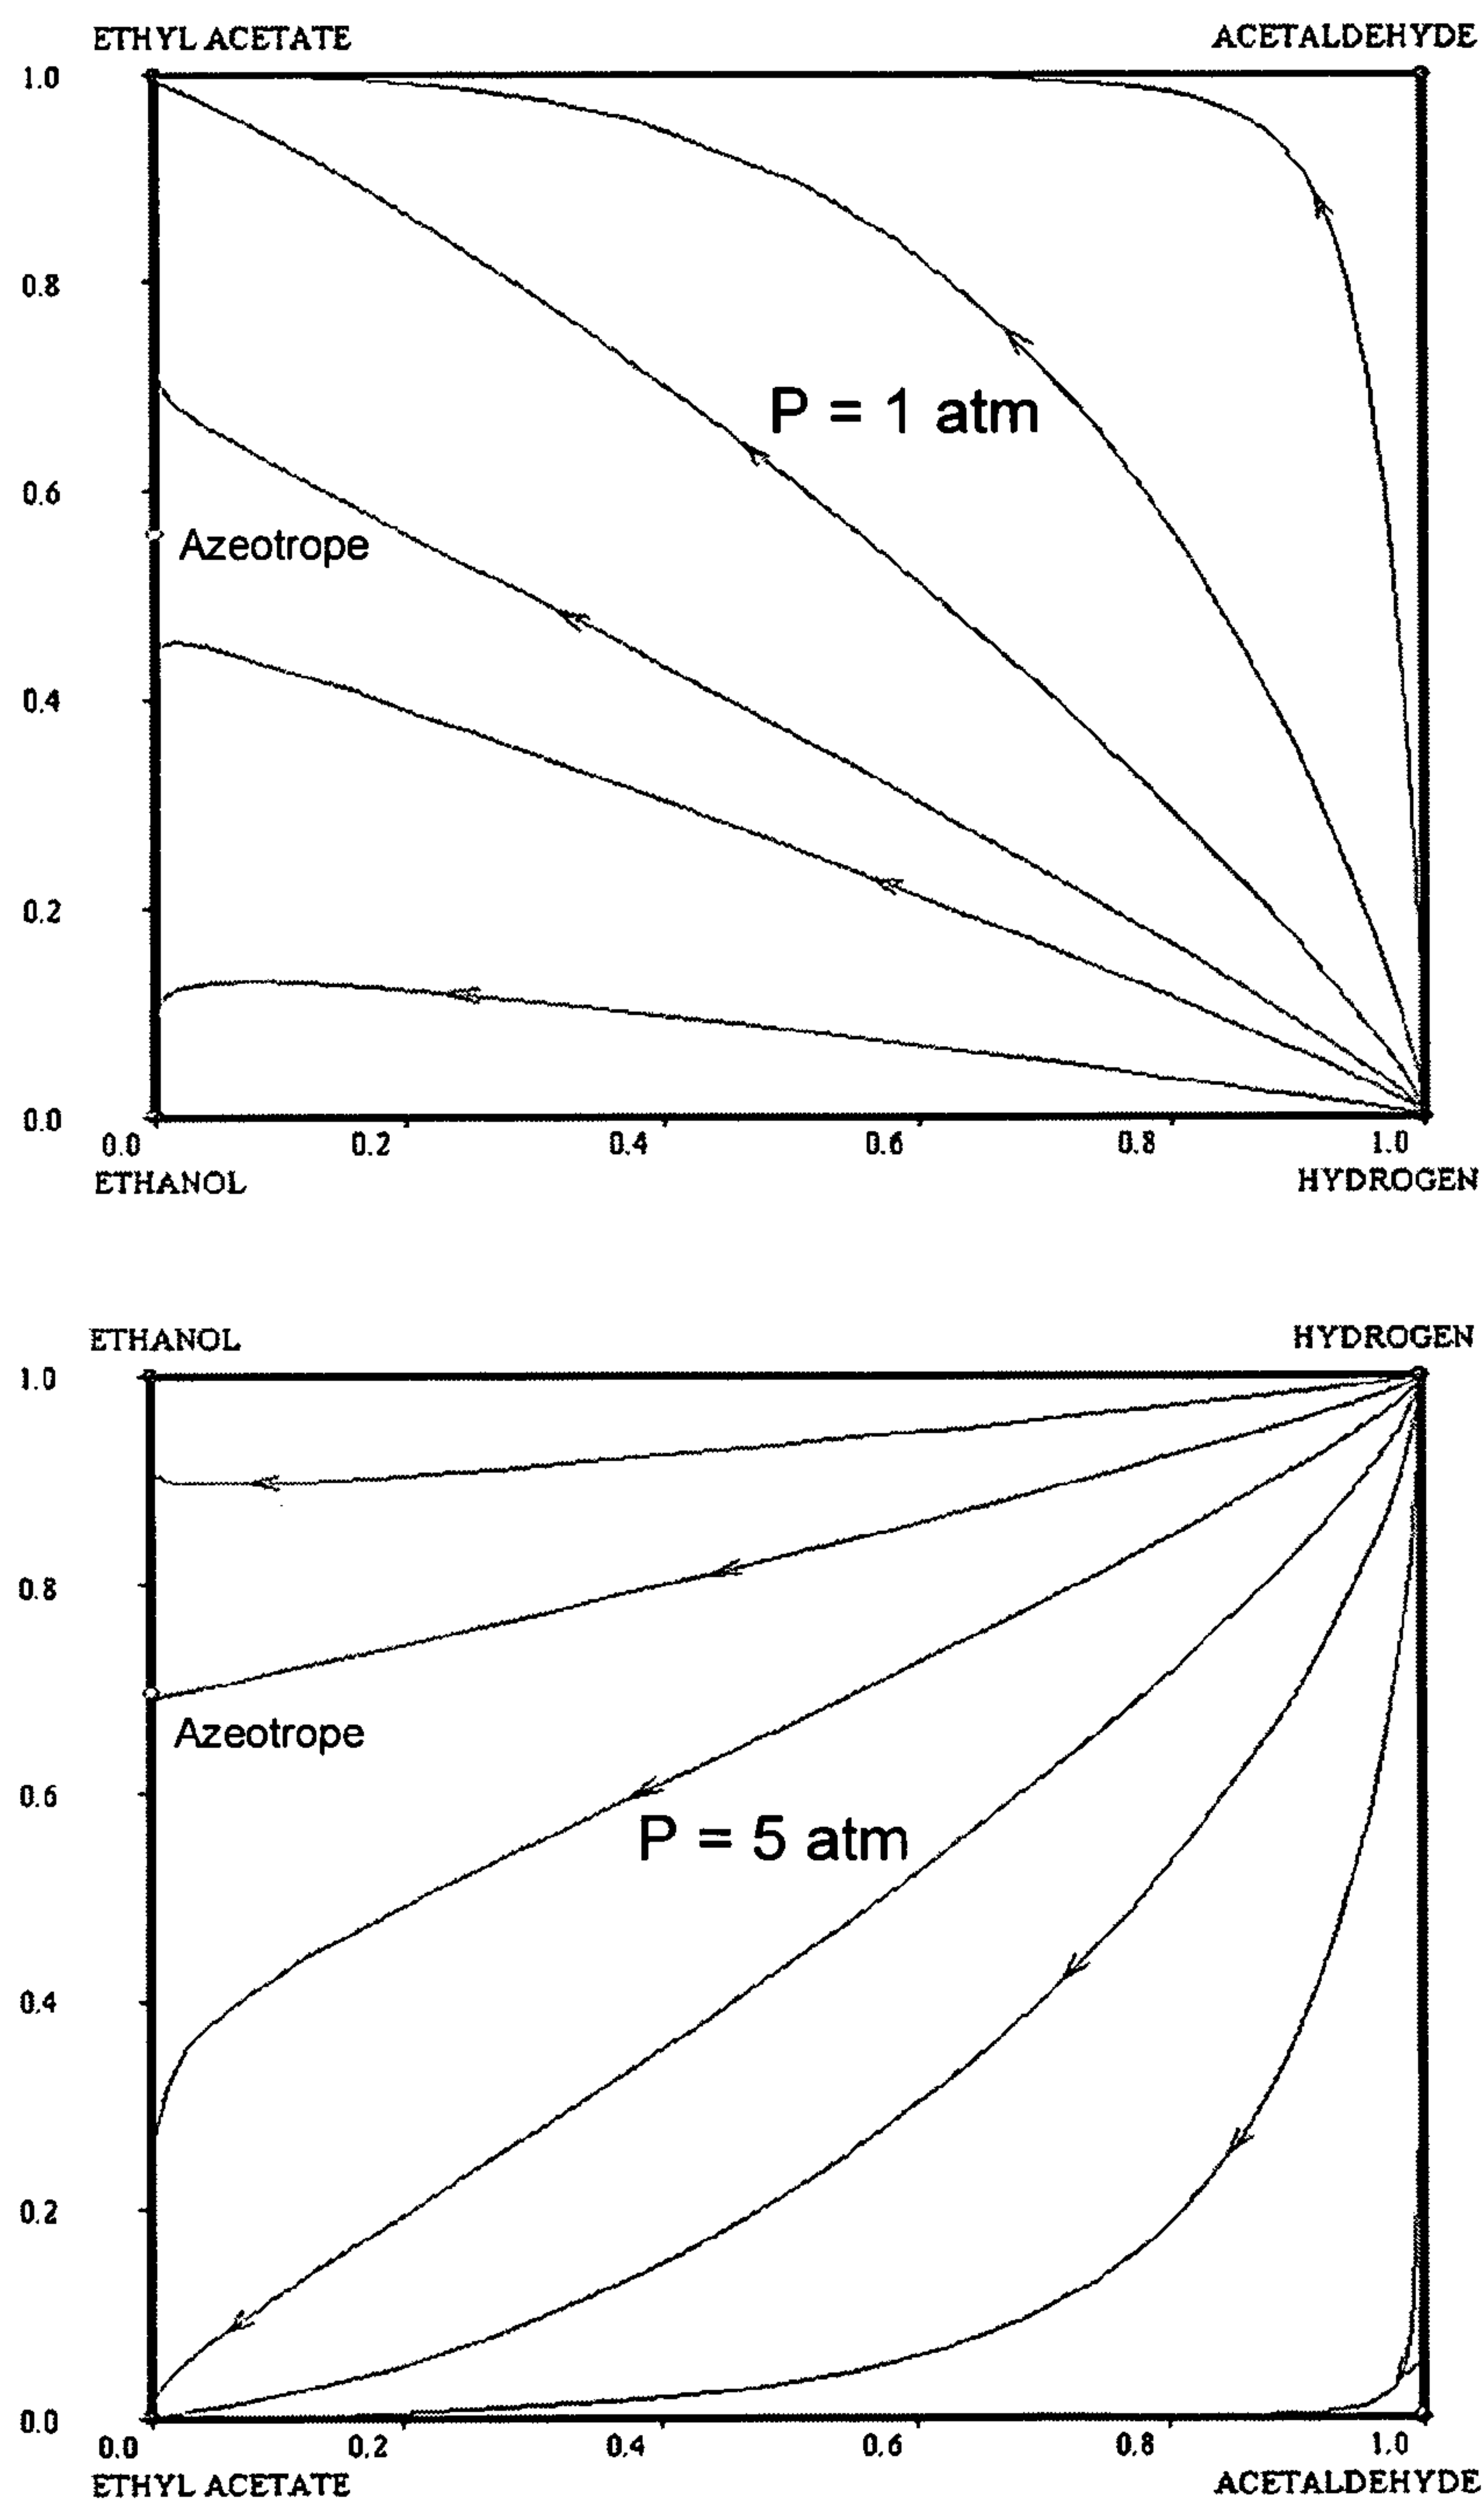 ETHYL ACETATE ACETALDEHYDE
1.0
0.8
P = 1 atm
0.6
Azeotrope
0.4
0.2
0.0
0.0 0.2 0.4 0.6 0.8 1.0
ETHANOL HYDROGEN
ETHANOL HYDROGEN
1.0
0.8
Azeotrope
0.6
P = 5 atm
0.4
0.2
0.0
0.0 0.2 0.4 0.6 0.8 1.0
ETHYL ACETATE ACETALDEHYDE